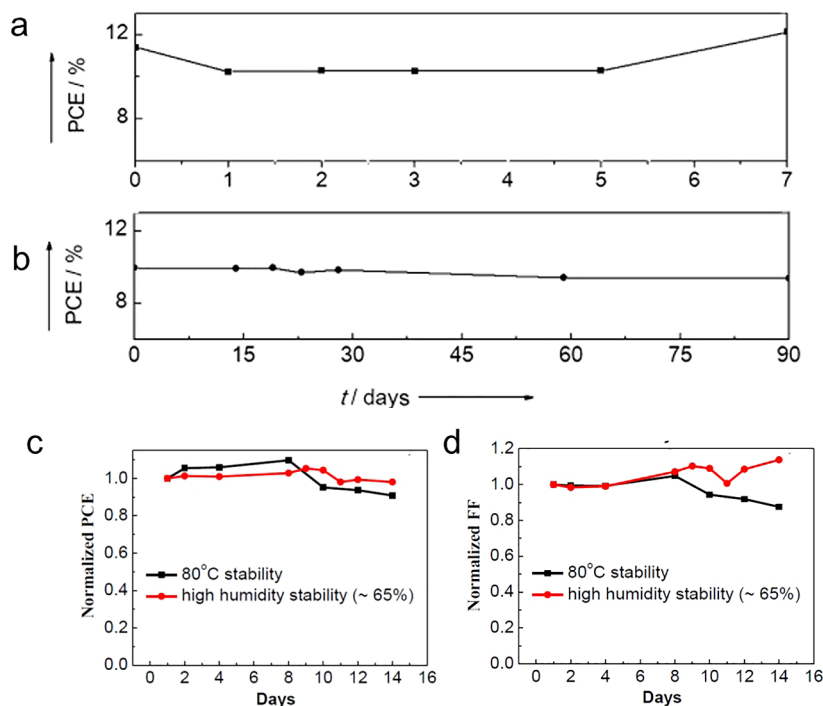 a
PCE / %
12
8
0 1 2 3 4 5 6 7
b
PCE / %
12
8
0 15 30 45 60 75 90
t / days
c
Normalized PCE
1.0
0.8
0.6
0.4
0.2
0.0
80°C stability
high humidity stability (~ 65%)
0 2 4 6 8 10 12 14 16
Days
d
Normalized FF
1.2
1.0
0.8
0.6
0.4
0.2
0.0
80°C stability
high humidity stability (~ 65%)
0 2 4 6 8 10 12 14 16
Days